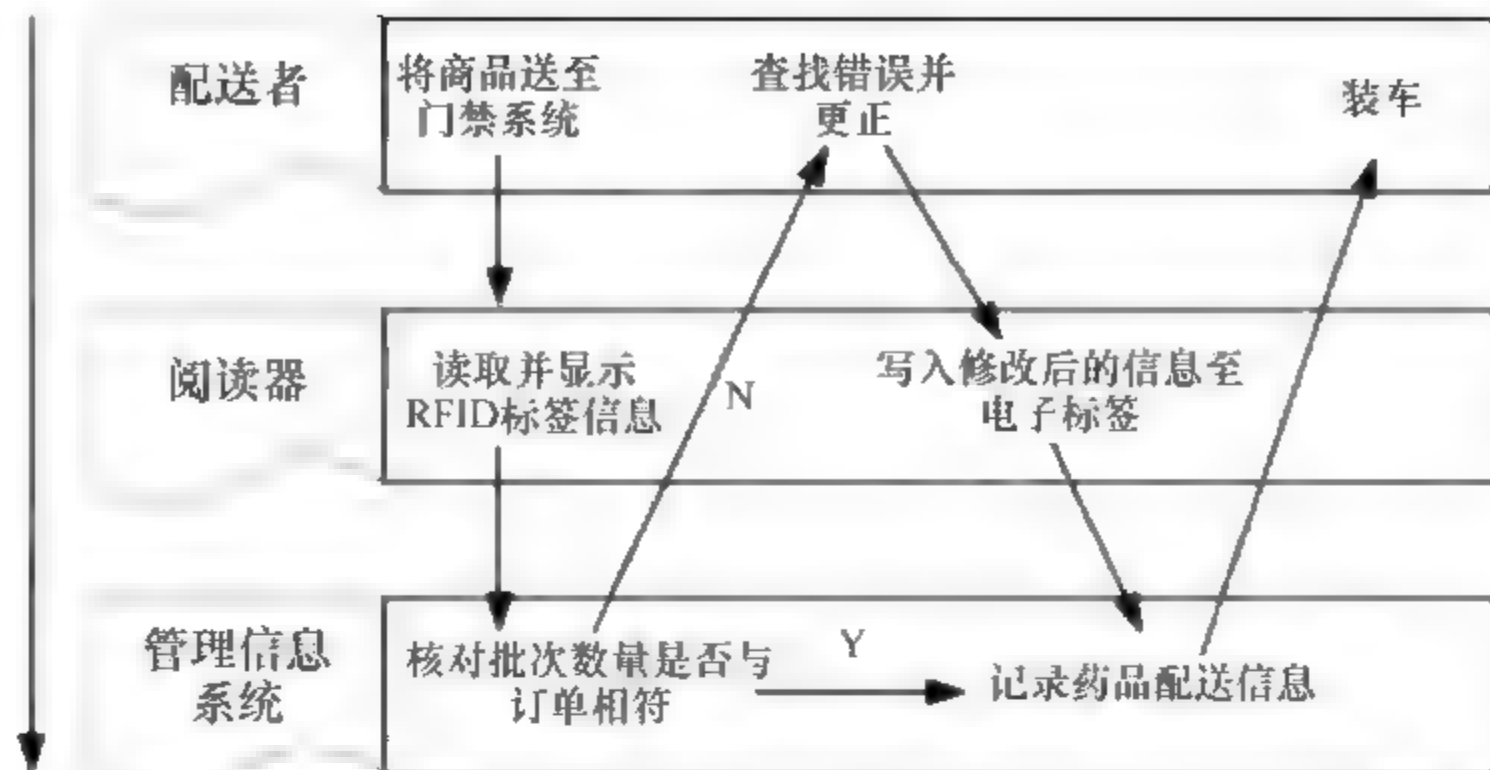 配送者
将商品送至
门禁系统
查找错误并
更正
装车
阅读器
读取并显示
RFID标签信息
N
写入修改后的信息至
电子标签
管理信息
系统
核对批次数量是否与
订单相符
Y
记录药品配送信息